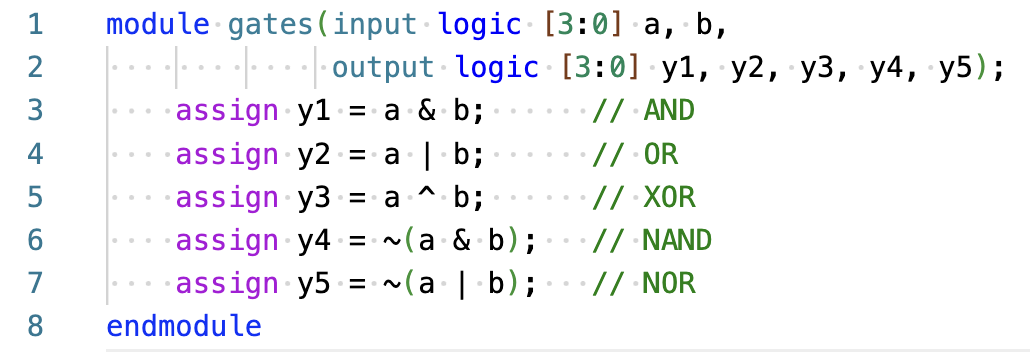 1 module gates(input logic [3:0] a, b,
2              output logic [3:0] y1, y2, y3, y4, y5);
3     assign y1 = a & b;      // AND
4     assign y2 = a | b;      // OR
5     assign y3 = a ^ b;      // XOR
6     assign y4 = ~(a & b);   // NAND
7     assign y5 = ~(a | b);   // NOR
8 endmodule